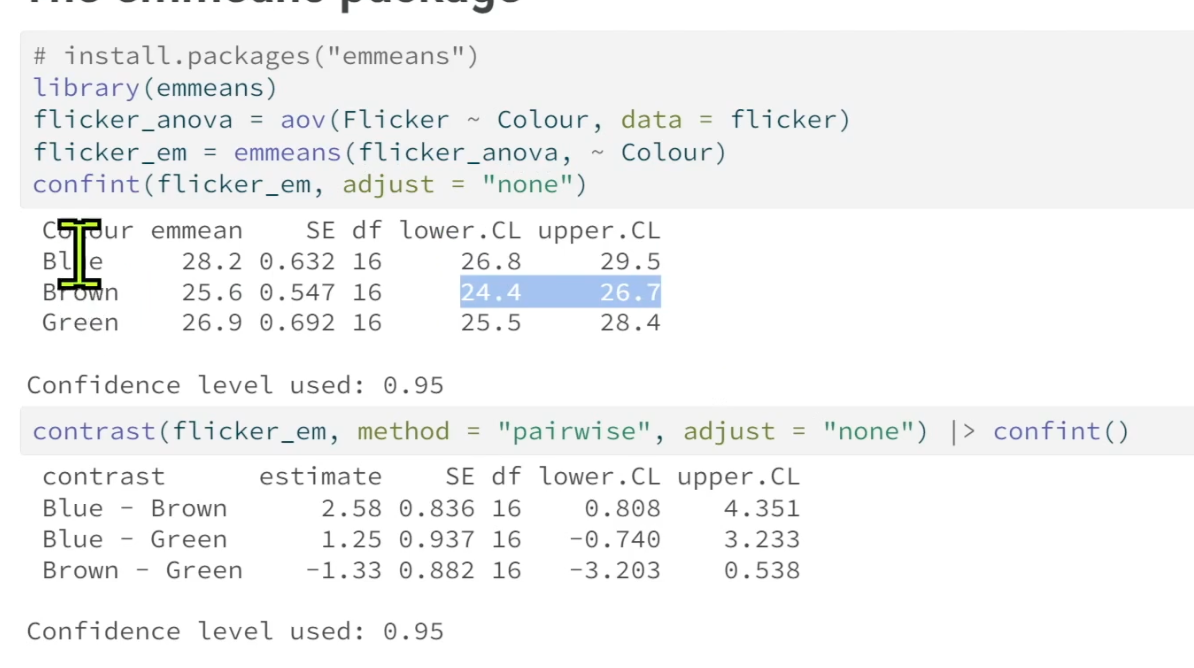 The emmeans package
# install.packages("emmeans")
library(emmeans)
flicker_anova = aov(Flicker ~ Colour, data = flicker)
flicker_em = emmeans(flicker_anova, ~ Colour)
confint(flicker_em, adjust = "none")
Colour emmean SE df lower.CL upper.CL
Blue 28.2 0.632 16 26.8 29.5
Brown 25.6 0.547 16 24.4 26.7
Green 26.9 0.692 16 25.5 28.4
Confidence level used: 0.95
contrast(flicker_em, method = "pairwise", adjust = "none") |> confint()
contrast estimate SE df lower.CL upper.CL
Blue - Brown 2.58 0.836 16 0.808 4.351
Blue - Green 1.25 0.937 16 -0.740 3.233
Brown - Green -1.33 0.882 16 -3.203 0.538
Confidence level used: 0.95